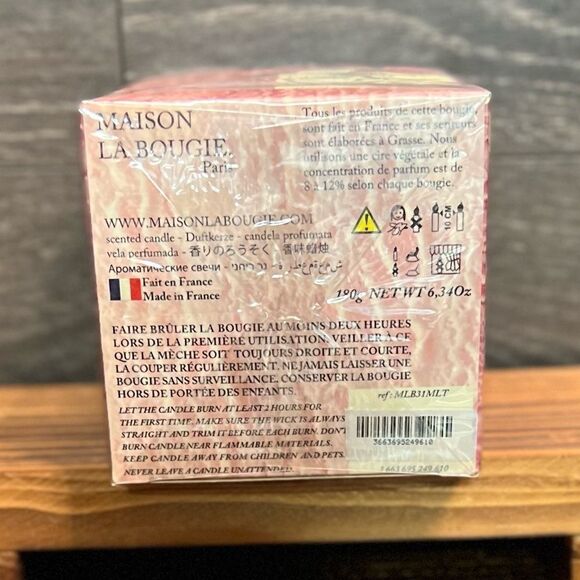 MAISON
LA BOUGIE
Paris
Tous les produits de cette bougie
sont fait en France et ses senteurs
sont élaborées à Grasse. Nous
utilisons une cire végétale et la
concentration de parfum est de
8 à 12% selon chaque bougie.
WWW.MAISONLABOUGIE.COM
scented candle - Duftkerze - candela profumata
vela perfumada - 香りのろうそく - 香味蜡烛
Ароматические свечи -
10 CM
Fait en France
Made in France
190g NET WT 6,34Oz
FAIRE BRÛLER LA BOUGIE AU MOINS DEUX HEURES
LORS DE LA PREMIÈRE UTILISATION. VEILLER À CE
QUE LA MÈCHE SOIT TOUJOURS DROITE ET COURTE,
LA COUPER RÉGULIÈREMENT. NE JAMAIS LAISSER UNE
BOUGIE SANS SURVEILLANCE. CONSERVER LA BOUGIE
HORS DE PORTÉE DES ENFANTS.
LET THE CANDLE BURN AT LEAST 2 HOURS FOR
THE FIRST TIME. MAKE SURE THE WICK IS ALWAYS
STRAIGHT AND TRIM IT BEFORE EACH BURN. DON'T
BURN CANDLE NEAR FLAMMABLE MATERIALS.
KEEP CANDLE AWAY FROM CHILDREN AND PETS.
NEVER LEAVE A CANDLE UNATTENDED.
ref : MLB31MLT
3663695249610
3 663 695 249 610